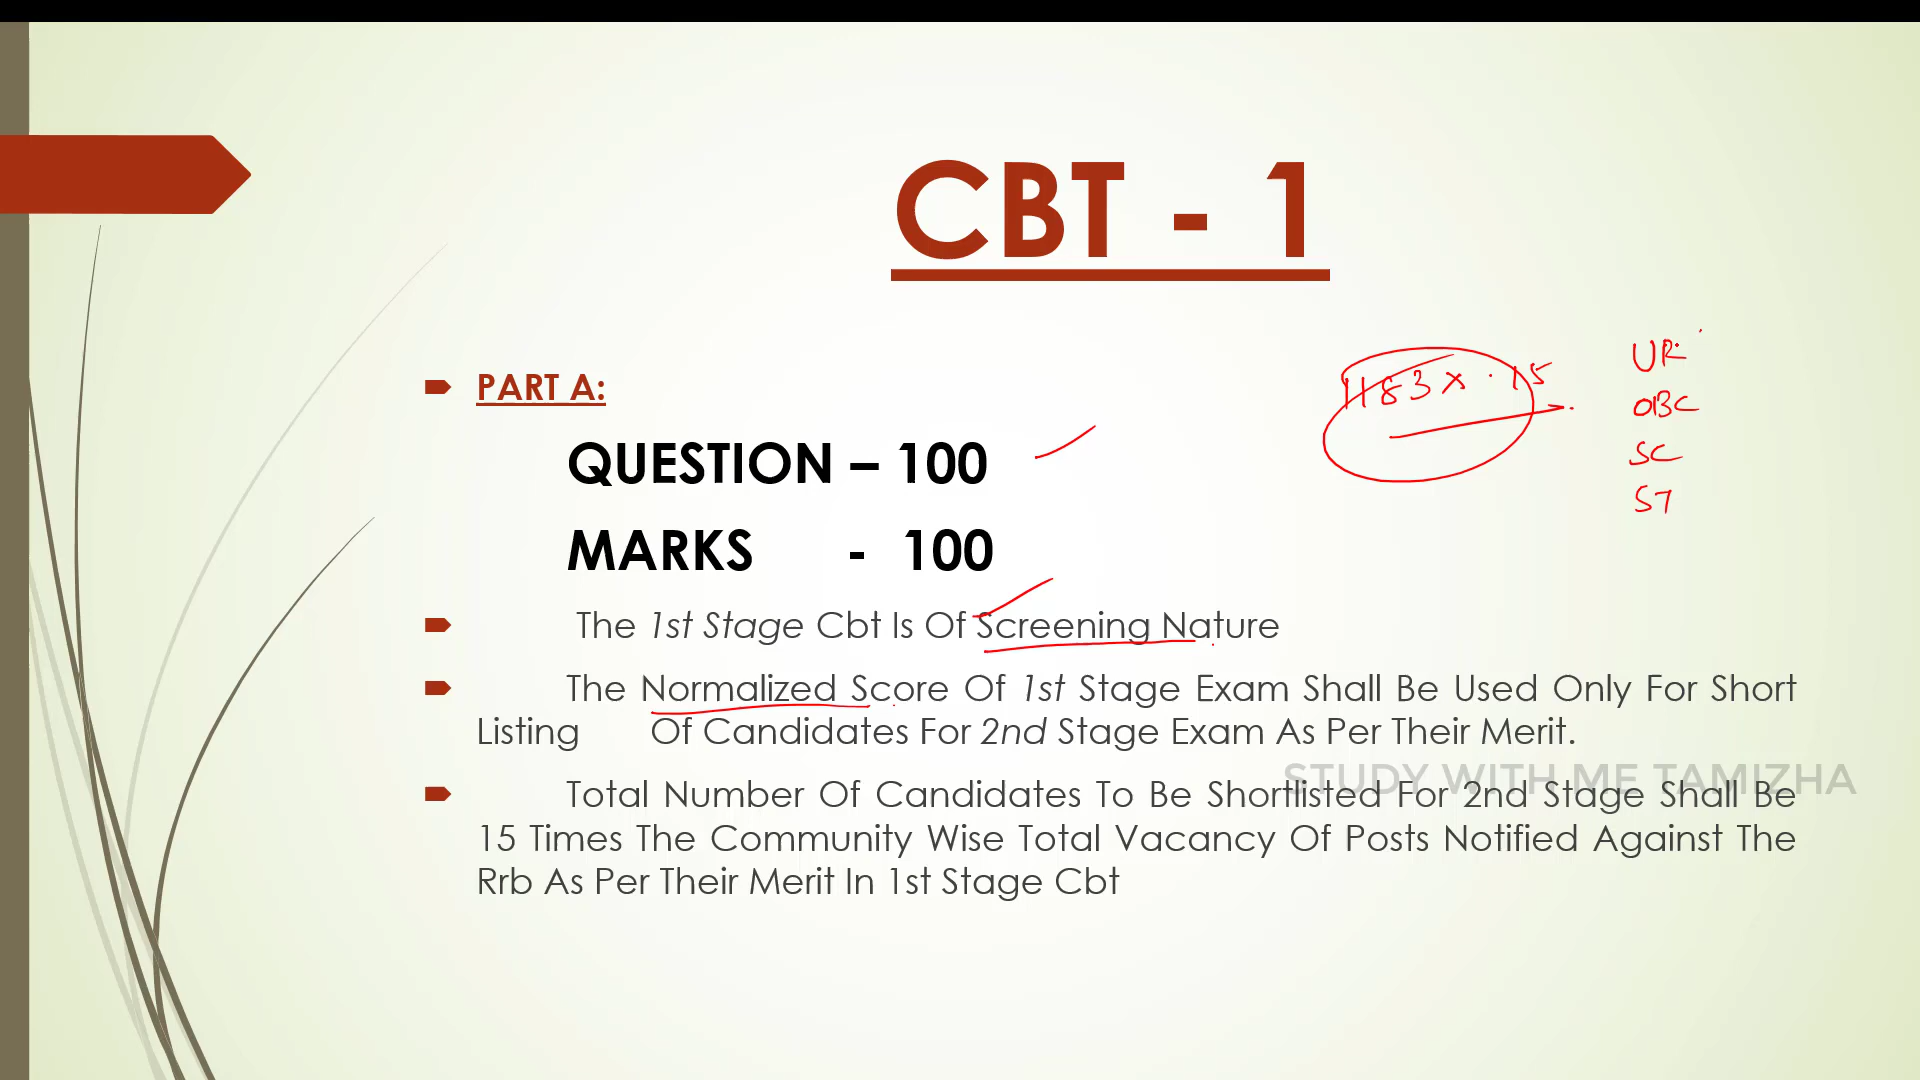 CBT - 1
PART A:
QUESTION – 100
MARKS - 100
1183 x 15
UR
OBC
SC
ST
The 1st Stage Cbt Is Of Screening Nature
The Normalized Score Of 1st Stage Exam Shall Be Used Only For Short
Listing Of Candidates For 2nd Stage Exam As Per Their Merit.
STUDY WITH ME TAMIZHA
Total Number Of Candidates To Be Shortlisted For 2nd Stage Shall Be
15 Times The Community Wise Total Vacancy Of Posts Notified Against The
Rrb As Per Their Merit In 1st Stage Cbt